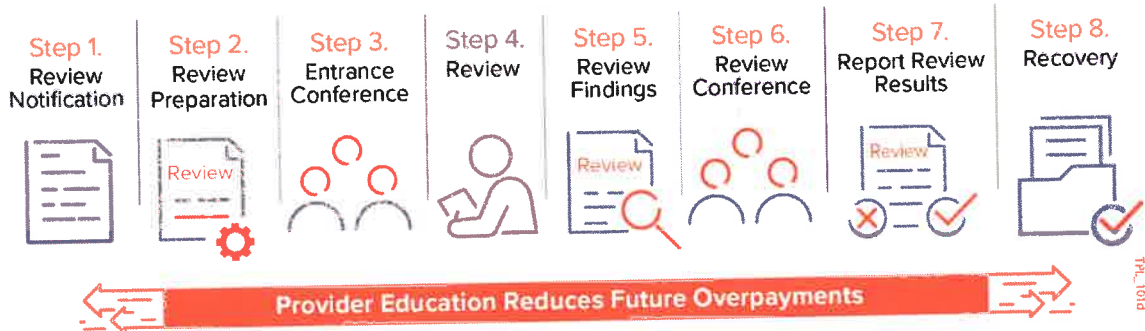 Step 1.
Review
Notification
Step 2.
Review
Preparation
Review
Step 3.
Entrance
Conference
Step 4.
Review
Step 5.
Review
Findings
Review
Step 6.
Review
Conference
Step 7.
Report Review
Results
Review
Step 8.
Recovery
Provider Education Reduces Future Overpayments
TPL_101d